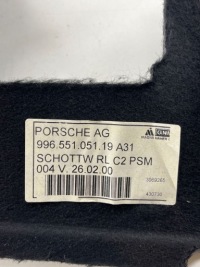 PORSCHE AG
996.551.051.19 A31
SCHOTTW RL C2 PSM
004 V. 26.02.00